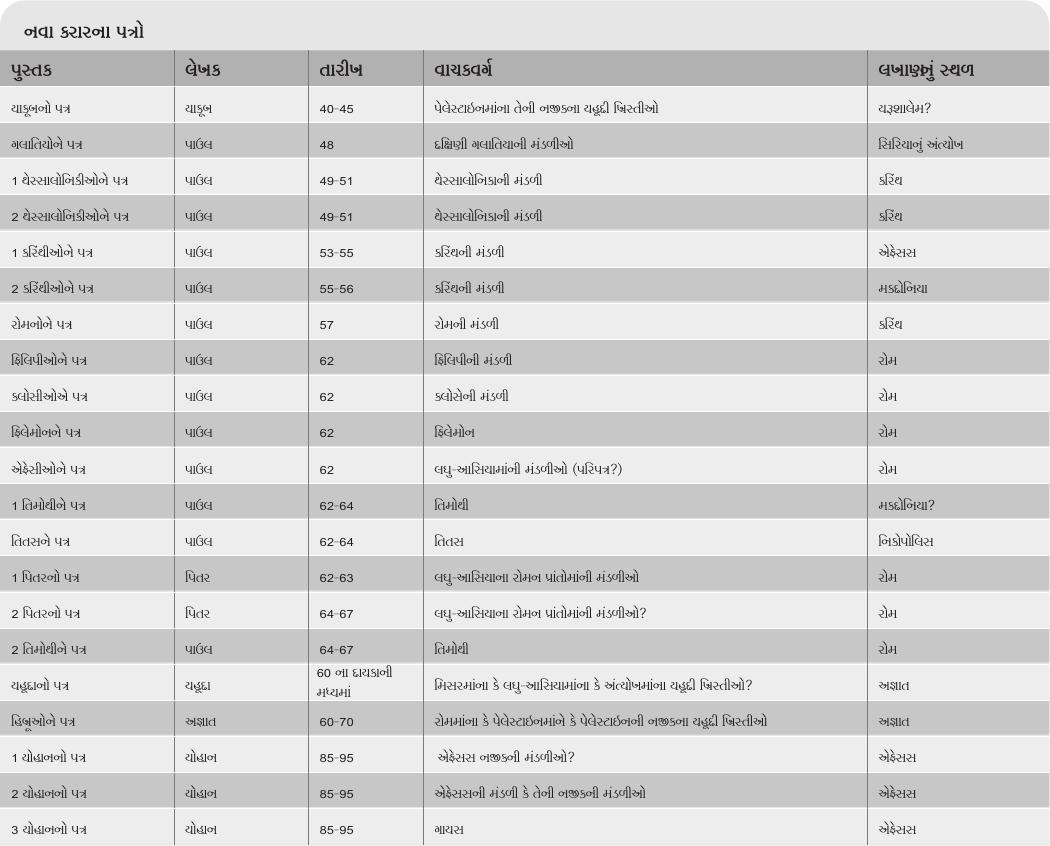 નવા કરારના પત્રો
પુસ્તક લેખક તારીખ વાચકવર્ગ લખાણનું સ્થળ
યાકૂબનો પત્ર યાકૂબ 40-45 પેલેસ્ટાઇનમાંના તેની નજીકના યહૂદી ખ્રિસ્તીઓ યરૂશાલેમ?
ગલાતિયોને પત્ર પાઉલ 48 દક્ષિણી ગલાતિયાની મંડળીઓ સિરિયાનું અંત્યોખ
1 થેસ્સાલોનિકીઓને પત્ર પાઉલ 49-51 થેસ્સાલોનિકાની મંડળી કરિંથ
2 થેસ્સાલોનિકીઓને પત્ર પાઉલ 49-51 થેસ્સાલોનિકાની મંડળી કરિંથ
1 કરિંથીઓને પત્ર પાઉલ 53-55 કરિંથની મંડળી એફેસસ
2 કરિંથીઓને પત્ર પાઉલ 55-56 કરિંથની મંડળી મકદોનિયા
રોમનોને પત્ર પાઉલ 57 રોમની મંડળી કરિંથ
ફિલિપીઓને પત્ર પાઉલ 62 ફિલિપીની મંડળી રોમ
કલોસીઓએ પત્ર પાઉલ 62 કલોસેની મંડળી રોમ
ફિલેમોનને પત્ર પાઉલ 62 ફિલેમોન રોમ
એફેસીઓને પત્ર પાઉલ 62 લઘુ-આસિયામાંની મંડળીઓ (પરિપત્ર?) રોમ
1 તિમોથીને પત્ર પાઉલ 62-64 તિમોથી મકદોનિયા?
તિતસને પત્ર પાઉલ 62-64 તિતસ નિકોપોલિસ
1 પિતરનો પત્ર પિતર 62-63 લઘુ-આસિયાના રોમન પ્રાંતોમાંની મંડળીઓ રોમ
2 પિતરનો પત્ર પિતર 64-67 લઘુ-આસિયાના રોમન પ્રાંતોમાંની મંડળીઓ? રોમ
2 તિમોથીને પત્ર પાઉલ 64-67 તિમોથી રોમ
યહૂદાનો પત્ર યહૂદા 60 ના દાયકાની
મધ્યમાં મિસરમાંના કે લઘુ-આસિયામાંના કે અંત્યોખમાંના યહૂદી ખ્રિસ્તીઓ? અજ્ઞાત
હિબ્રૂઓને પત્ર અજ્ઞાત 60-70 રોમમાંના કે પેલેસ્ટાઇનમાંને કે પેલેસ્ટાઇનની નજીકના યહૂદી ખ્રિસ્તીઓ અજ્ઞાત
1 યોહાનનો પત્ર યોહાન 85-95 એફેસસ નજીકની મંડળીઓ? એફેસસ
2 યોહાનનો પત્ર યોહાન 85-95 એફેસસની મંડળી કે તેની નજીકની મંડળીઓ એફેસસ
3 યોહાનનો પત્ર યોહાન 85-95 ગાયસ એફેસસ